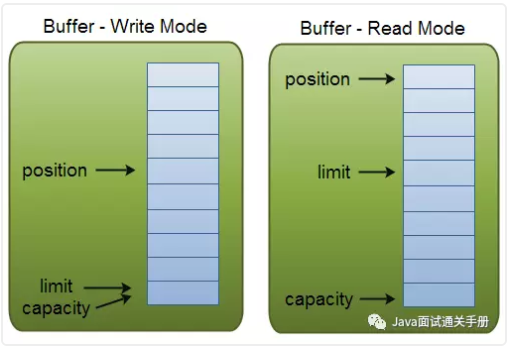 Buffer - Write Mode
position
limit
capacity
Buffer - Read Mode
position
limit
capacity
Java面试通关手册